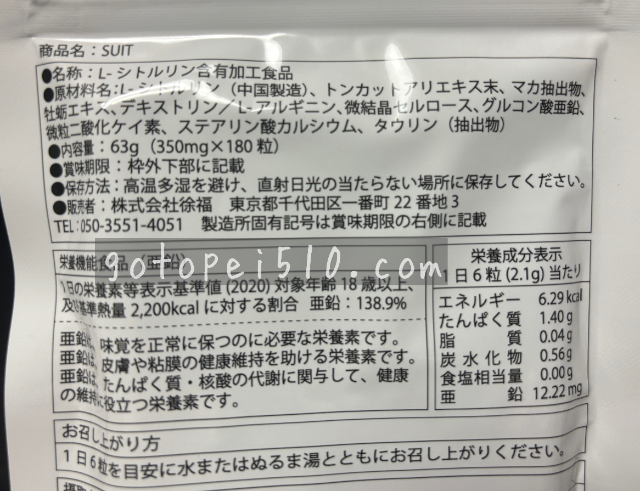 商品名：SUIT
●名称：L-シトルリン含有加工食品
●原材料名：L-シトルリン（中国製造）、トンカットアリエキス末、マカ抽出物、
牡蛎エキス、デキストリン／L-アルギニン、微結晶セルロース、グルコン酸亜鉛、
微粒二酸化ケイ素、ステアリン酸カルシウム、タウリン（抽出物）
●内容量：63g（350mg×180粒）
●賞味期限：枠外下部に記載
●保存方法：高温多湿を避け、直射日光の当たらない場所に保存してください。
●販売者：株式会社徐福　東京都千代田区一番町22番地3
TEL：050-3551-4051　製造所固有記号は賞味期限の右側に記載
gotopei510.com
栄養機能食品（亜鉛）
1日の栄養素等表示基準値（2020）対象年齢18歳以上、
及び基準熱量2,200kcalに対する割合　亜鉛：138.9%
亜鉛は、味覚を正常に保つのに必要な栄養素です。
亜鉛は、皮膚や粘膜の健康維持を助ける栄養素です。
亜鉛は、たんぱく質・核酸の代謝に関与して、健康
の維持に役立つ栄養素です。
栄養成分表示
1日6粒（2.1g）当たり
エネルギー 6.29kcal
たんぱく質 1.40g
脂質 0.04g
炭水化物 0.56g
食塩相当量 0.00g
亜鉛 12.22mg
お召し上がり方
1日6粒を目安に水またはぬるま湯とともにお召し上がりください。